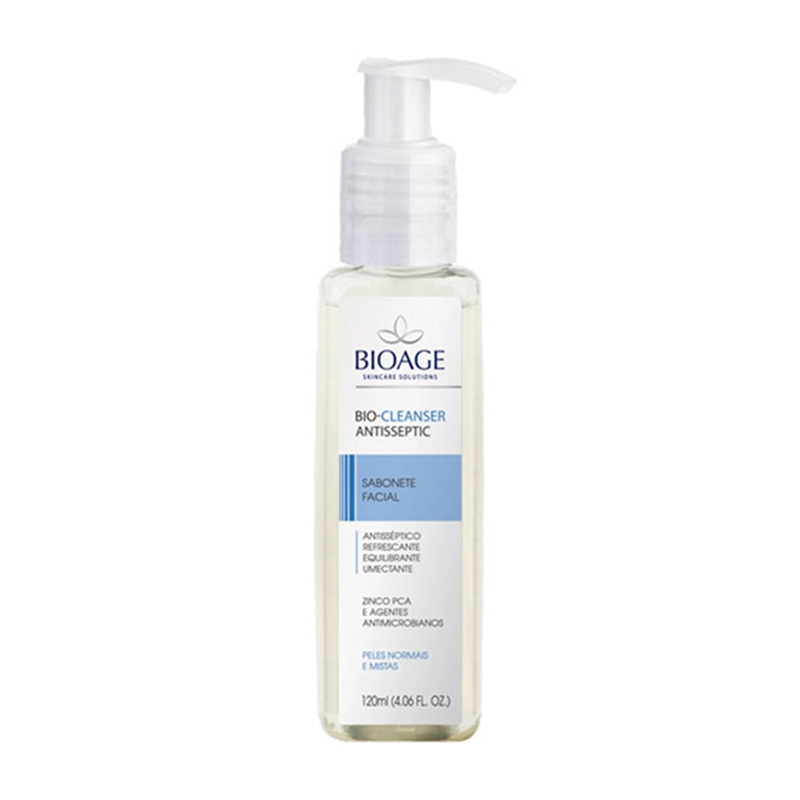 BIOAGE
SKINCARE SOLUTIONS
BIO-CLEANSER
ANTISSEPTIC
SABONETE
FACIAL
ANTISSÉPTICO
REFRESCANTE
EQUILIBRANTE
UMECTANTE
ZINCO PCA
E AGENTES
ANTIMICROBIANOS
PELES NORMAIS
E MISTAS
120ml (4.06 FL. OZ.)